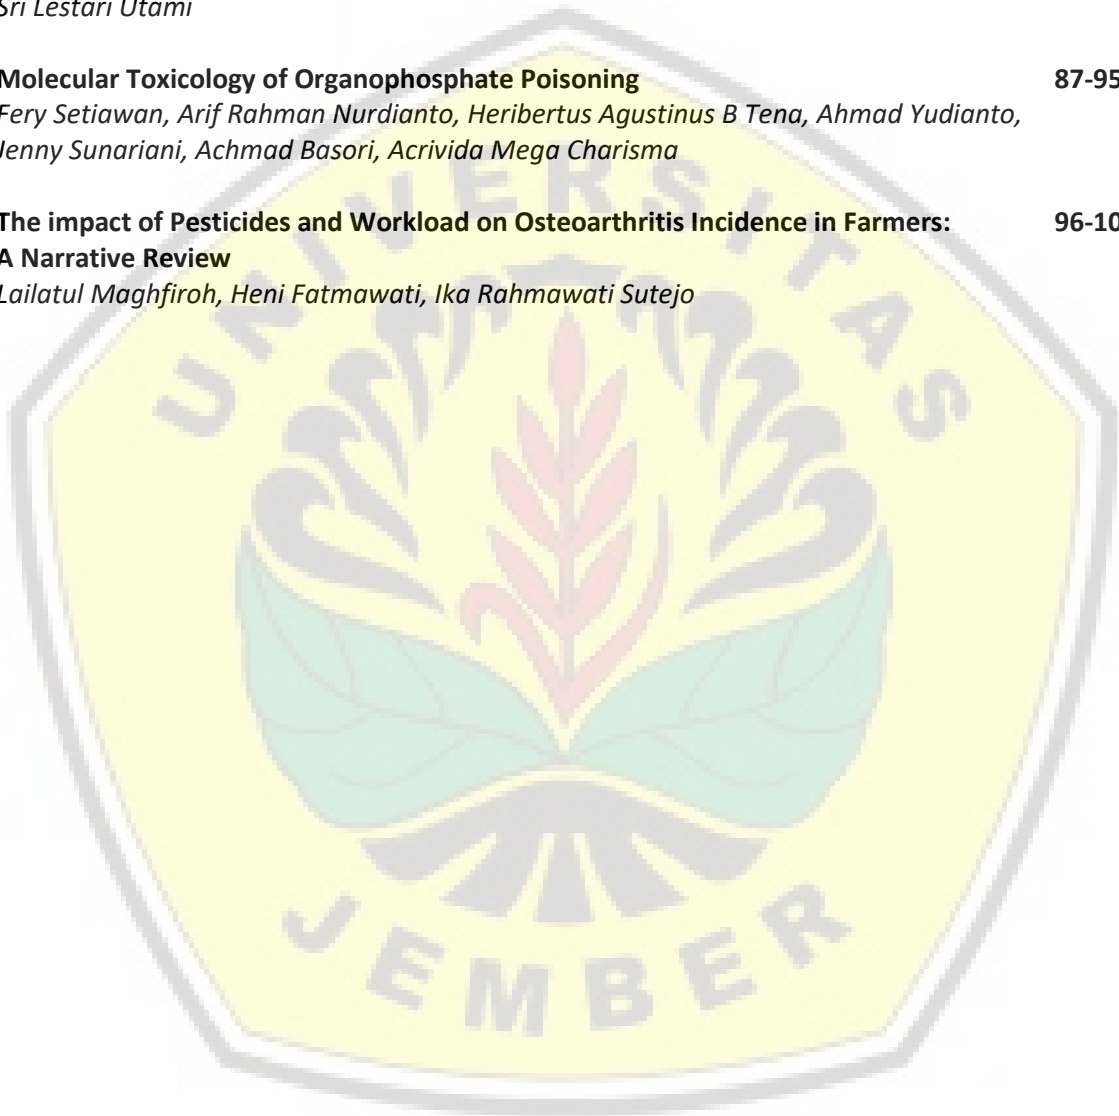 Sri Lestari Utami
Molecular Toxicology of Organophosphate Poisoning 87-95
Fery Setiawan, Arif Rahman Nurdianto, Heribertus Agustinus B Tena, Ahmad Yudianto,
Jenny Sunariani, Achmad Basori, Acrivida Mega Charisma
The impact of Pesticides and Workload on Osteoarthritis Incidence in Farmers: 96-10
A Narrative Review
Lailatul Maghfiroh, Heni Fatmawati, Ika Rahmawati Sutejo
UNIVERSITAS
JEMBER